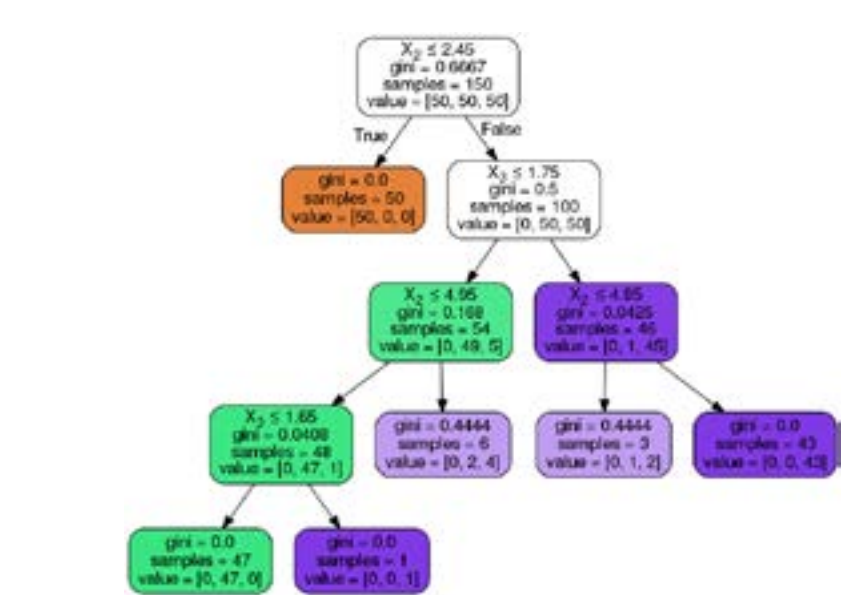 X₂ ≤ 2.45
gini = 0.6667
samples = 150
value = [50, 50, 50]
True
False
gini = 0.0
samples = 50
value = [50, 0, 0]
X₃ ≤ 1.75
gini = 0.5
samples = 100
value = [0, 50, 50]
X₂ ≤ 4.95
gini = 0.168
samples = 54
value = [0, 49, 5]
X₂ ≤ 4.85
gini = 0.0425
samples = 46
value = [0, 1, 45]
X₃ ≤ 1.65
gini = 0.0408
samples = 48
value = [0, 47, 1]
gini = 0.4444
samples = 6
value = [0, 2, 4]
gini = 0.4444
samples = 3
value = [0, 1, 2]
gini = 0.0
samples = 43
value = [0, 0, 43]
gini = 0.0
samples = 47
value = [0, 47, 0]
gini = 0.0
samples = 1
value = [0, 0, 1]